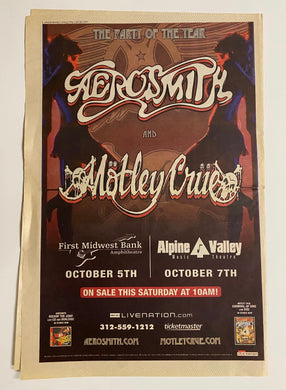 THE PARTY OF THE YEAR
AEROSMITH
AND
MÖTLEY CRÜE
First Midwest Bank
Amphitheatre
OCTOBER 5TH
Alpine Valley
Music Theatre
OCTOBER 7TH
ON SALE THIS SATURDAY AT 10AM!
LIVENATION.com
312-559-1212
ticketmaster
AEROSMITH.COM
MOTLEYCRUE.COM